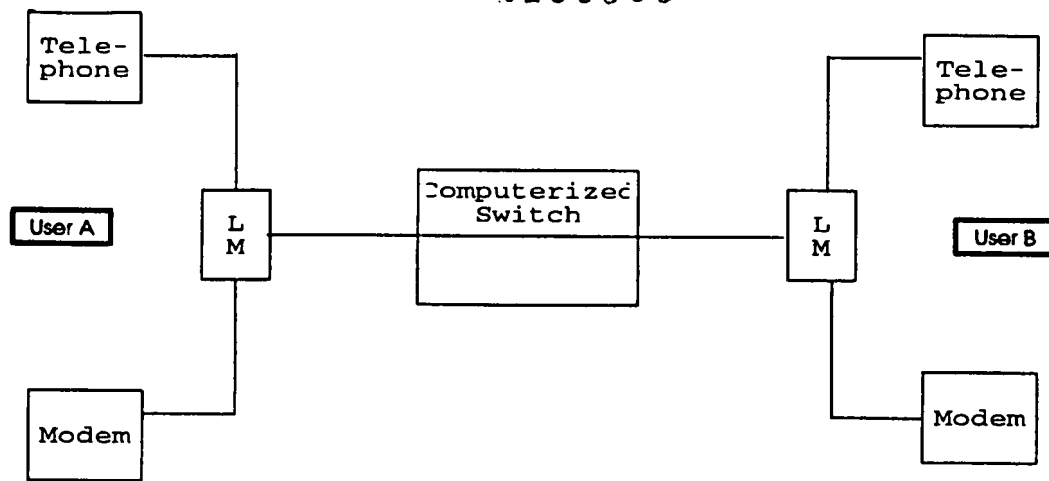 Tele-
phone
Tele-
phone
Computerized
Switch
User A
L
M
L
M
User B
Modem
Modem